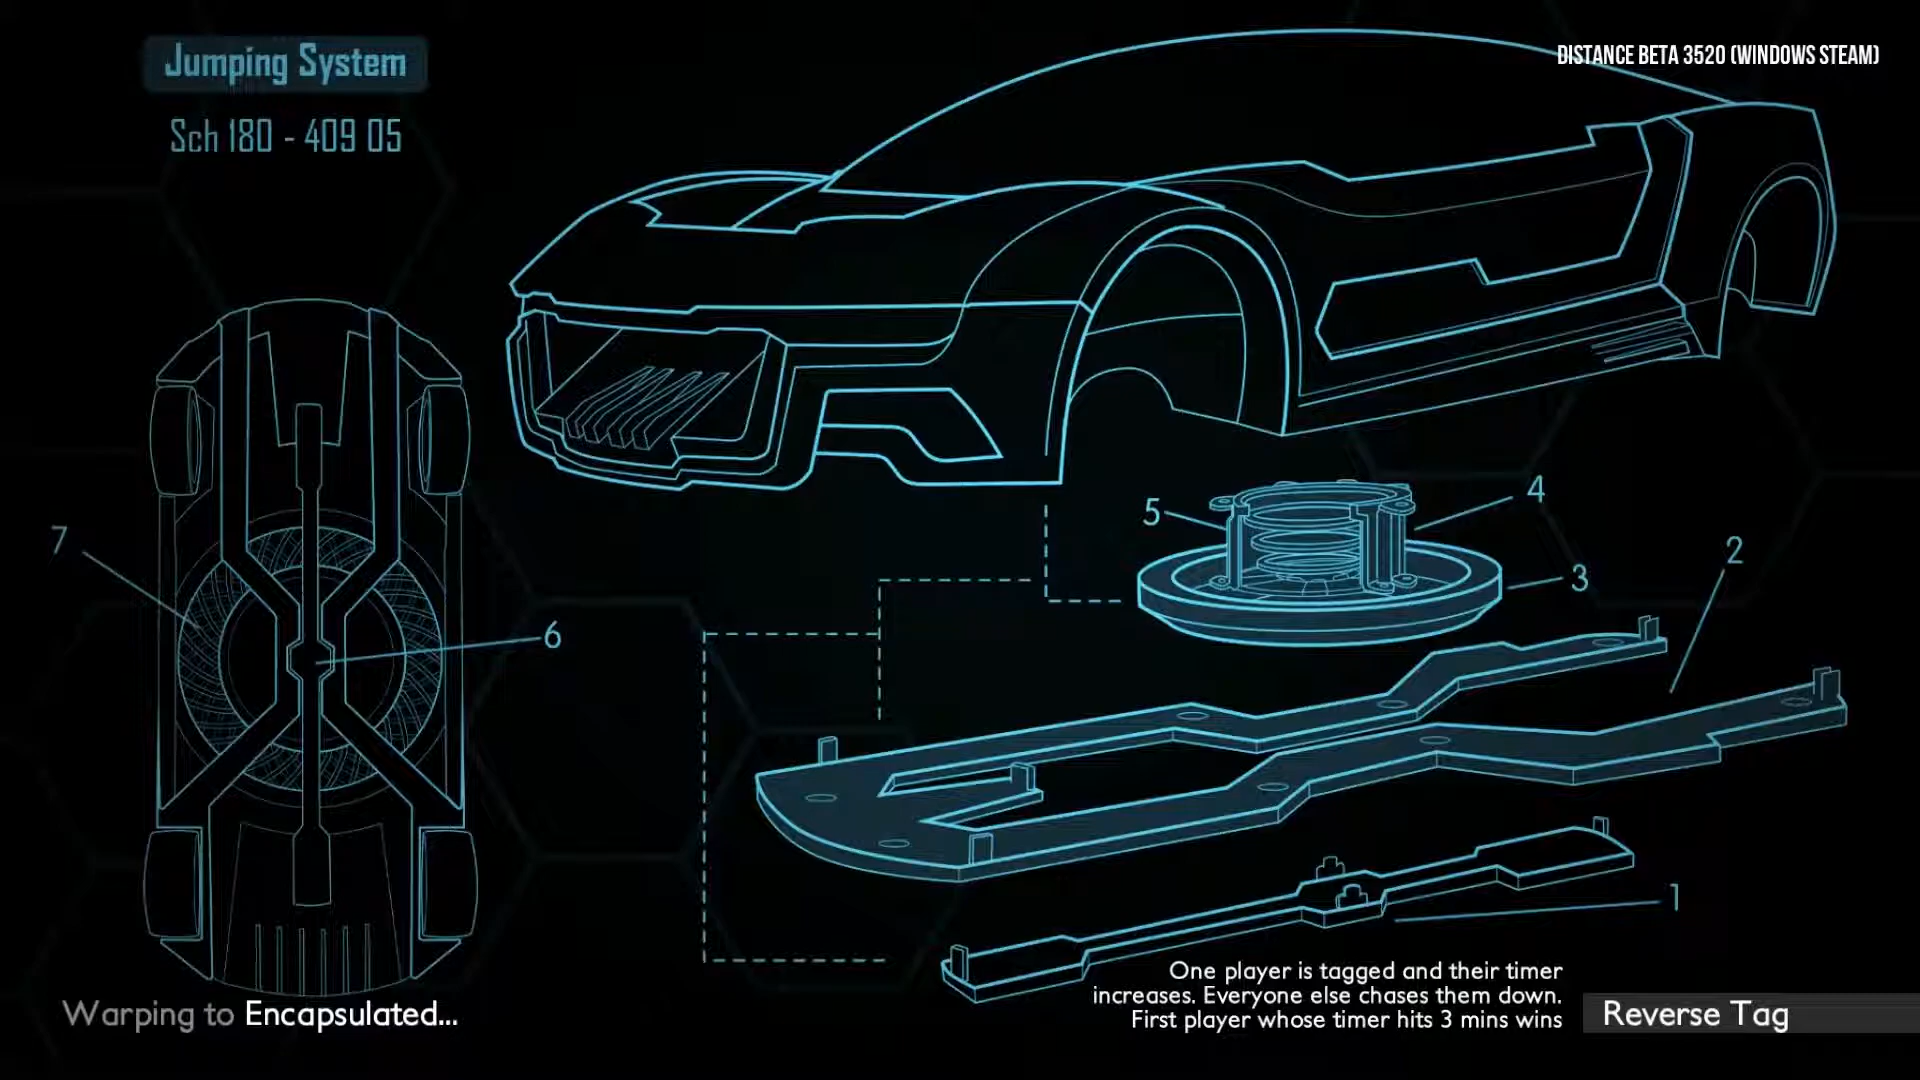 Jumping System
Sch 180 - 409 05
DISTANCE BETA 3520 (WINDOWS STEAM)
5
4
2
3
7
6
1
One player is tagged and their timer
increases. Everyone else chases them down.
First player whose timer hits 3 mins wins
Warping to Encapsulated...
Reverse Tag